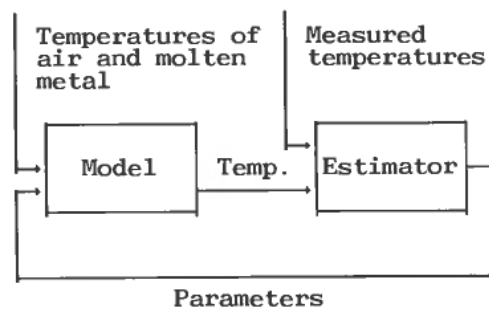 Temperatures of
air and molten
metal
Measured
temperatures
Model
Temp.
Estimator
Parameters